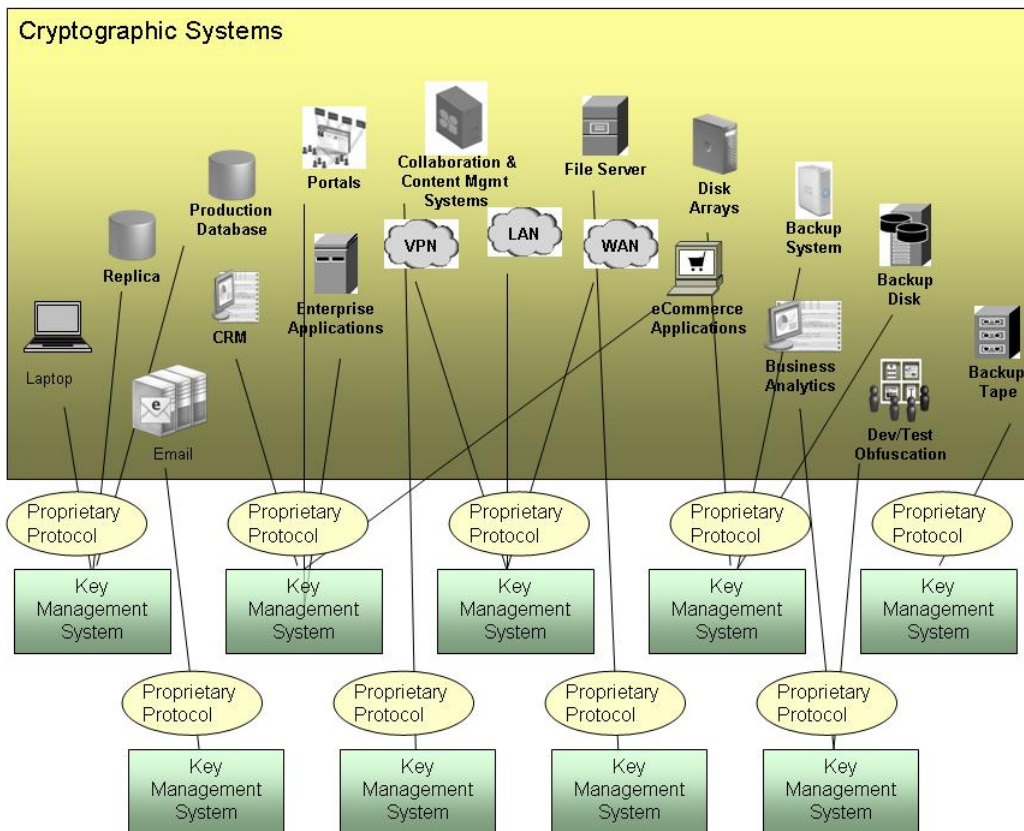 Cryptographic Systems
Portals
Collaboration &
Content Mgmt
Systems
File Server
Disk
Arrays
Production
Database
Backup
System
VPN
LAN
WAN
Replica
Backup
Disk
Enterprise
Applications
eCommerce
Applications
CRM
Business
Analytics
Laptop
Backup
Tape
e
Email
Dev/Test
Obfuscation
Proprietary
Protocol
Proprietary
Protocol
Proprietary
Protocol
Proprietary
Protocol
Proprietary
Protocol
Key
Management
System
Key
Management
System
Key
Management
System
Key
Management
System
Key
Management
System
Proprietary
Protocol
Proprietary
Protocol
Proprietary
Protocol
Proprietary
Protocol
Key
Management
System
Key
Management
System
Key
Management
System
Key
Management
System